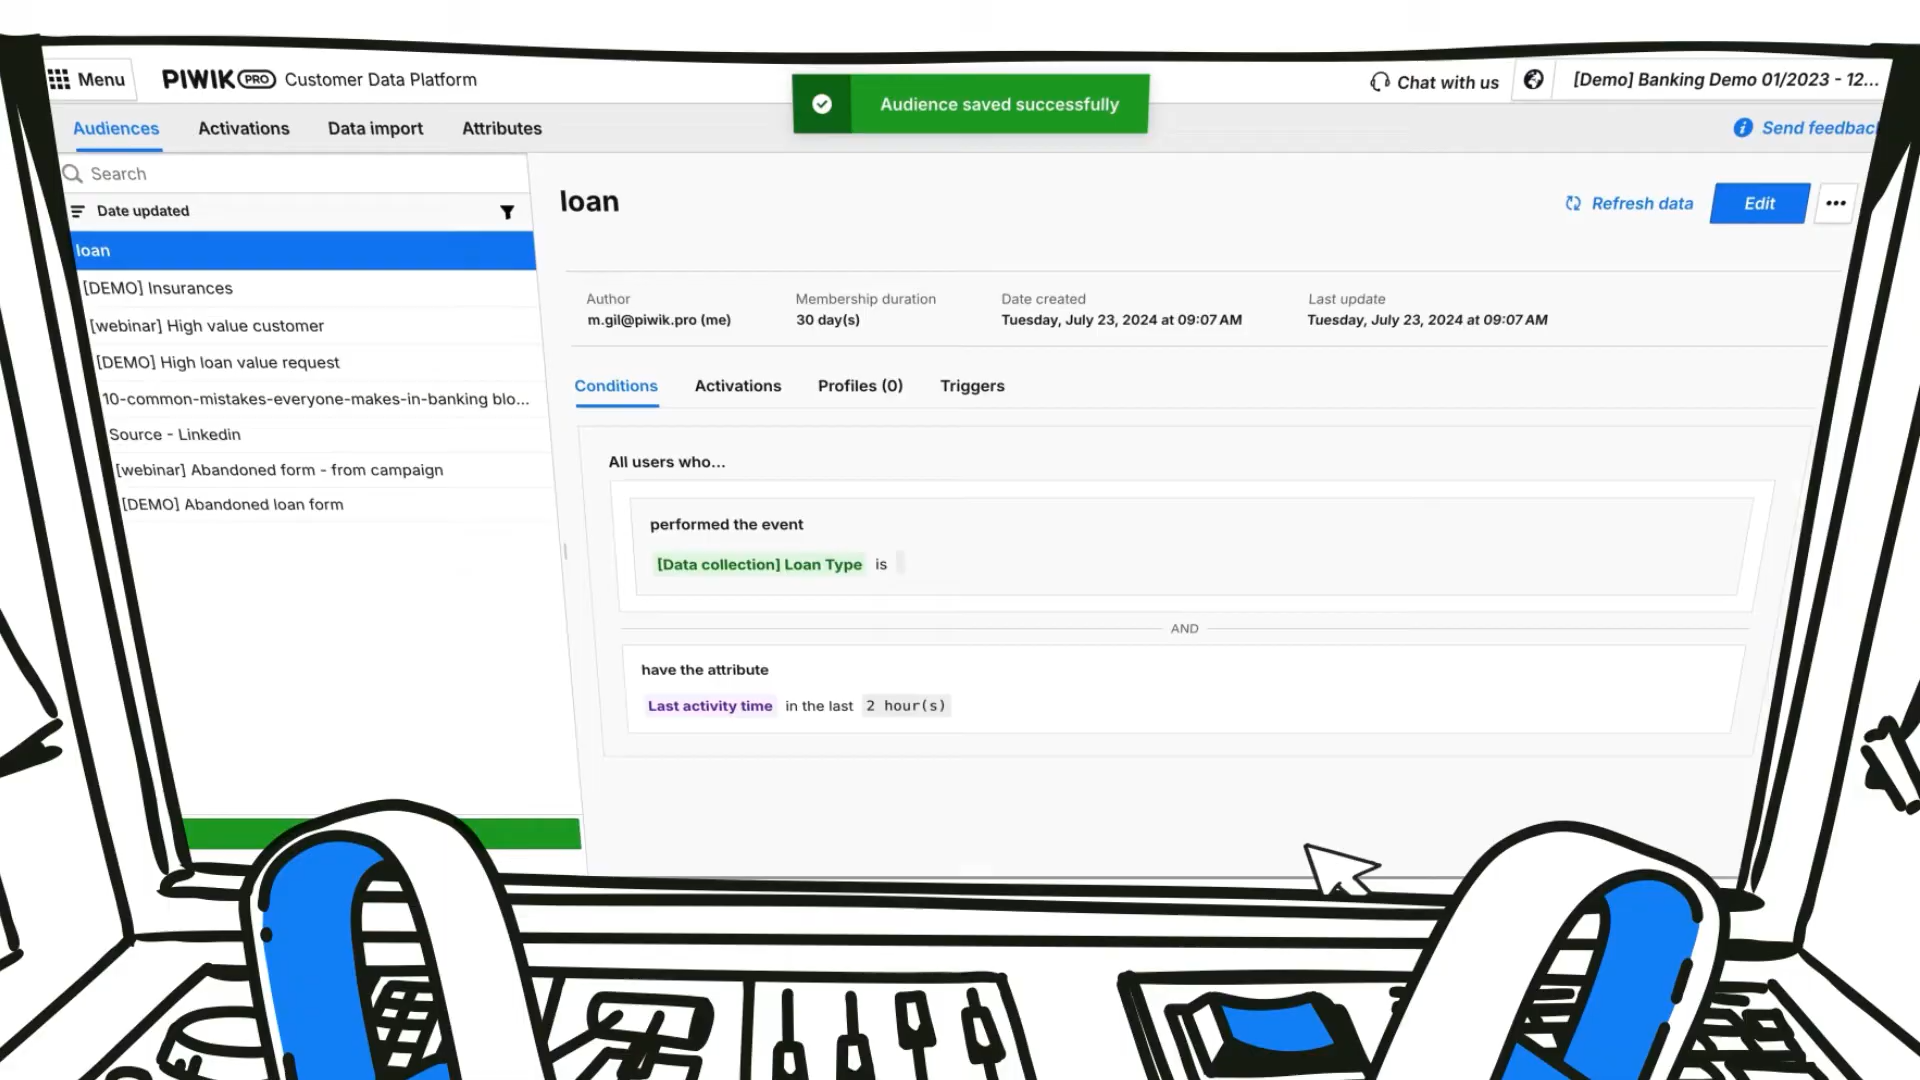 Menu
PIWIK PRO Customer Data Platform
Audience saved successfully
Chat with us
[Demo] Banking Demo 01/2023 - 12...
Audiences
Activations
Data import
Attributes
Send feedback
Search
Date updated
loan
[DEMO] Insurances
[webinar] High value customer
[DEMO] High loan value request
10-common-mistakes-everyone-makes-in-banking blo...
Source - Linkedin
[webinar] Abandoned form - from campaign
[DEMO] Abandoned loan form
loan
Refresh data
Edit
Author
m.gil@piwik.pro (me)
Membership duration
30 day(s)
Date created
Tuesday, July 23, 2024 at 09:07 AM
Last update
Tuesday, July 23, 2024 at 09:07 AM
Conditions
Activations
Profiles (0)
Triggers
All users who...
performed the event
[Data collection] Loan Type is
AND
have the attribute
Last activity time in the last 2 hour(s)